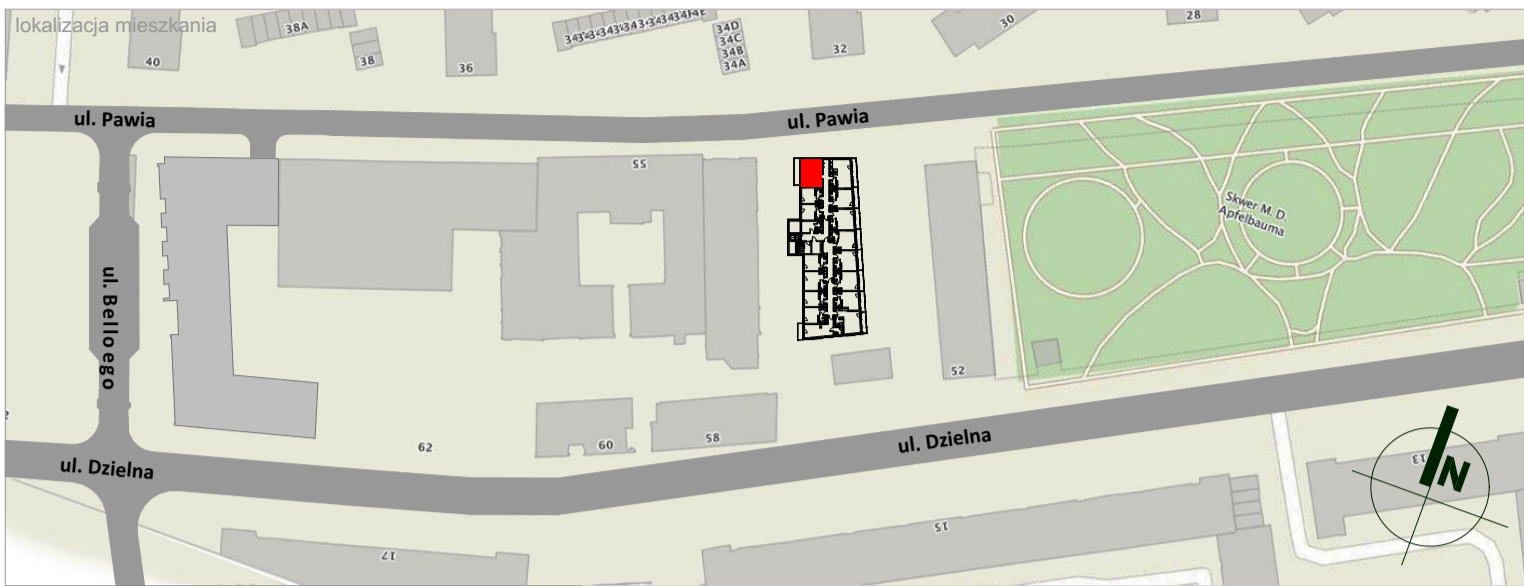 lokalizacja mieszkania
38A
34D
34C
34B
34A
30
28
40
38
36
32
ul. Pawia
ul. Pawia
55
Skwer M. D.
Apfelbauma
ul. Belloego
52
62
60
58
ul. Dzielna
ul. Dzielna
13
N
15
17